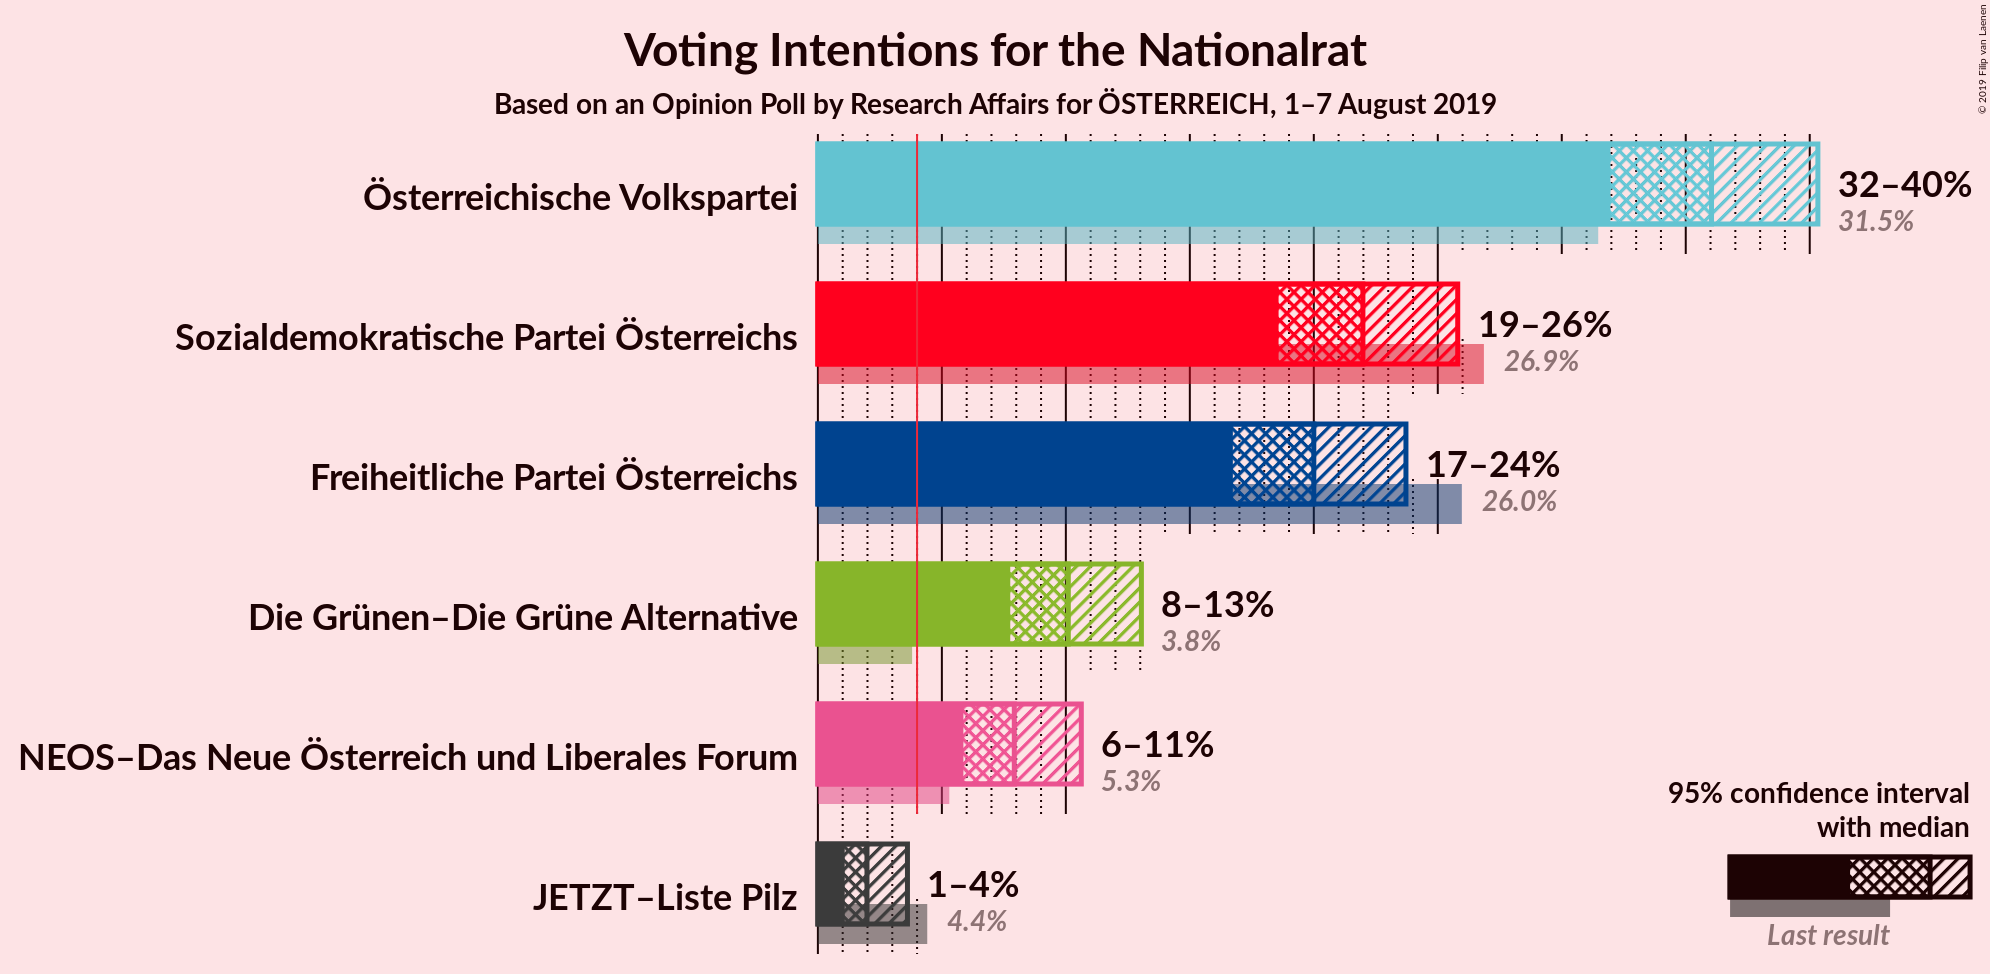 Voting Intentions for the Nationalrat
Based on an Opinion Poll by Research Affairs for ÖSTERREICH, 1–7 August 2019
© 2019 Filip van Laenen
Österreichische Volkspartei
32–40%
31.5%
Sozialdemokratische Partei Österreichs
19–26%
26.9%
Freiheitliche Partei Österreichs
17–24%
26.0%
Die Grünen–Die Grüne Alternative
8–13%
3.8%
NEOS–Das Neue Österreich und Liberales Forum
6–11%
5.3%
JETZT–Liste Pilz
1–4%
4.4%
95% confidence interval
with median
Last result